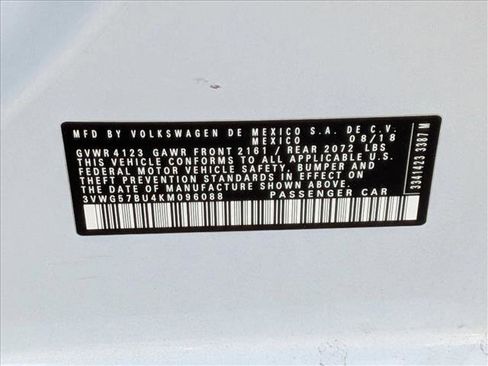 MFD BY VOLKSWAGEN DE MEXICO S.A. DE C.V.
MEXICO 08/18
GVWR 4123 GAWR FRONT 2161 / REAR 2072 LBS
THIS VEHICLE CONFORMS TO ALL APPLICABLE U.S.
FEDERAL MOTOR VEHICLE SAFETY, BUMPER AND
THEFT PREVENTION STANDARDS IN EFFECT ON
THE DATE OF MANUFACTURE SHOWN ABOVE.
3VWG57BU4KM096088 PASSENGER CAR
3341423 3387 M